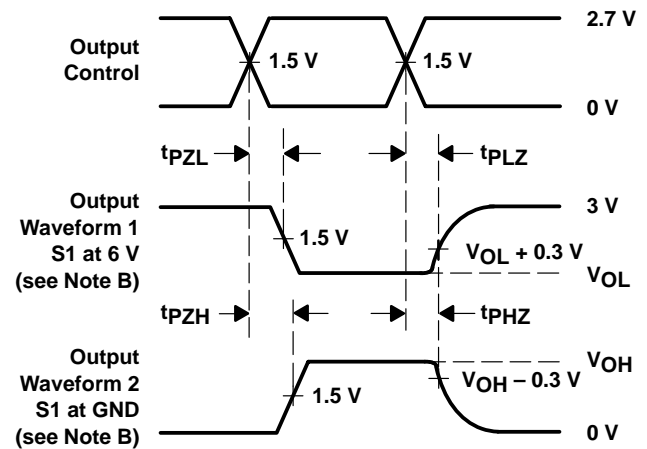 Output
Control
1.5 V
1.5 V
2.7 V
0 V
tPZL
tPLZ
Output
Waveform 1
S1 at 6 V
(see Note B)
1.5 V
3 V
VOL + 0.3 V
VOL
tPZH
tPHZ
Output
Waveform 2
S1 at GND
(see Note B)
1.5 V
VOH
VOH − 0.3 V
0 V